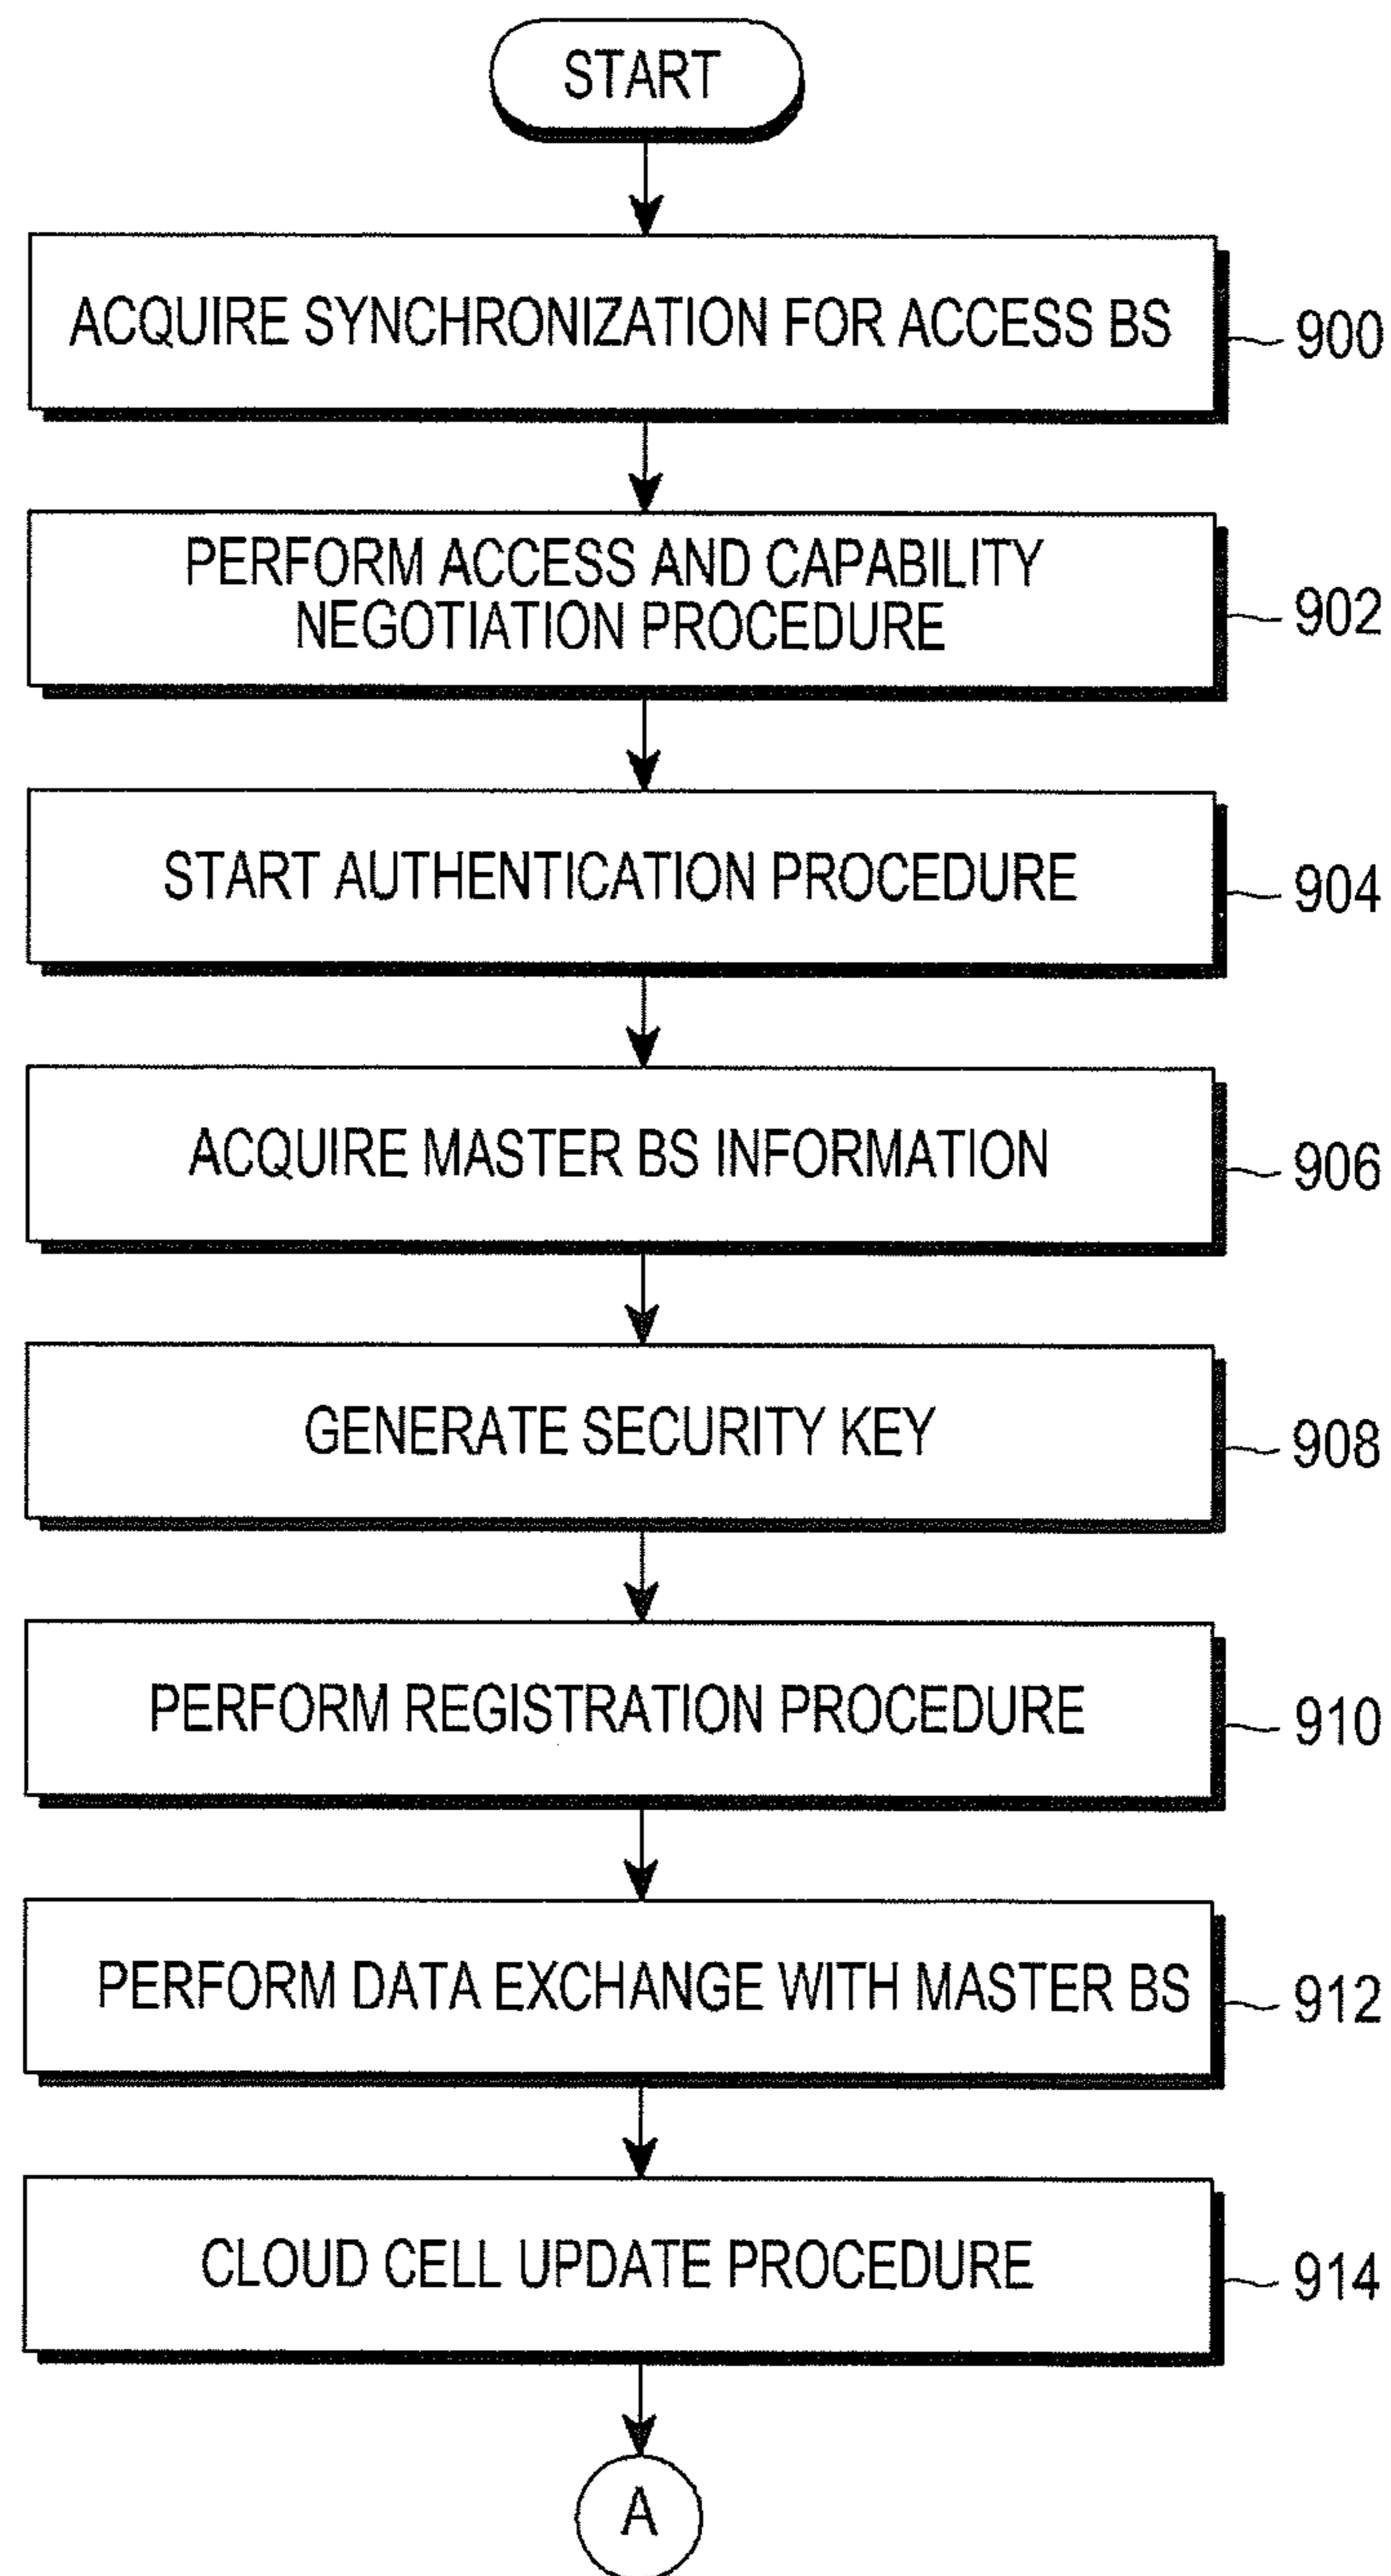 START
ACQUIRE SYNCHRONIZATION FOR ACCESS BS
900
PERFORM ACCESS AND CAPABILITY
NEGOTIATION PROCEDURE
902
START AUTHENTICATION PROCEDURE
904
ACQUIRE MASTER BS INFORMATION
906
GENERATE SECURITY KEY
908
PERFORM REGISTRATION PROCEDURE
910
PERFORM DATA EXCHANGE WITH MASTER BS
912
CLOUD CELL UPDATE PROCEDURE
914
A